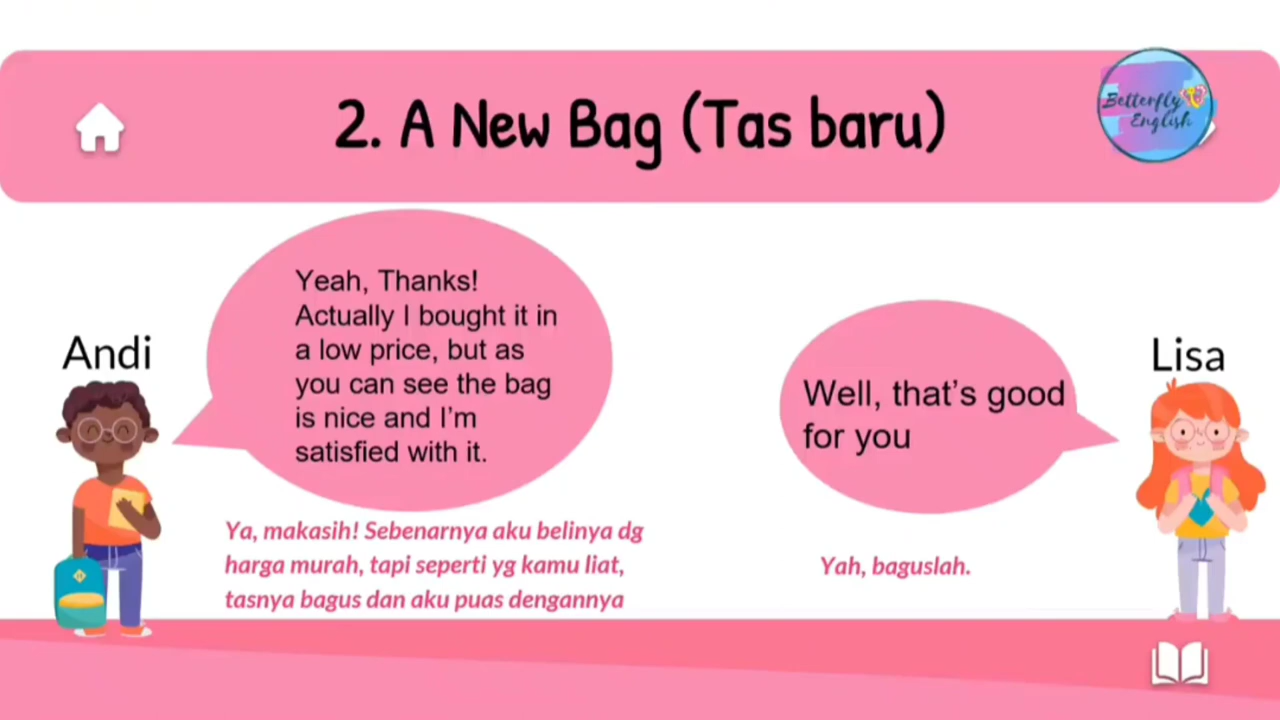 2. A New Bag (Tas baru)
Betterfly
English
Andi
Yeah, Thanks!
Actually I bought it in
a low price, but as
you can see the bag
is nice and I'm
satisfied with it.
Ya, makasih! Sebenarnya aku belinya dg
harga murah, tapi seperti yg kamu liat,
tasnya bagus dan aku puas dengannya
Lisa
Well, that's good
for you
Yah, baguslah.